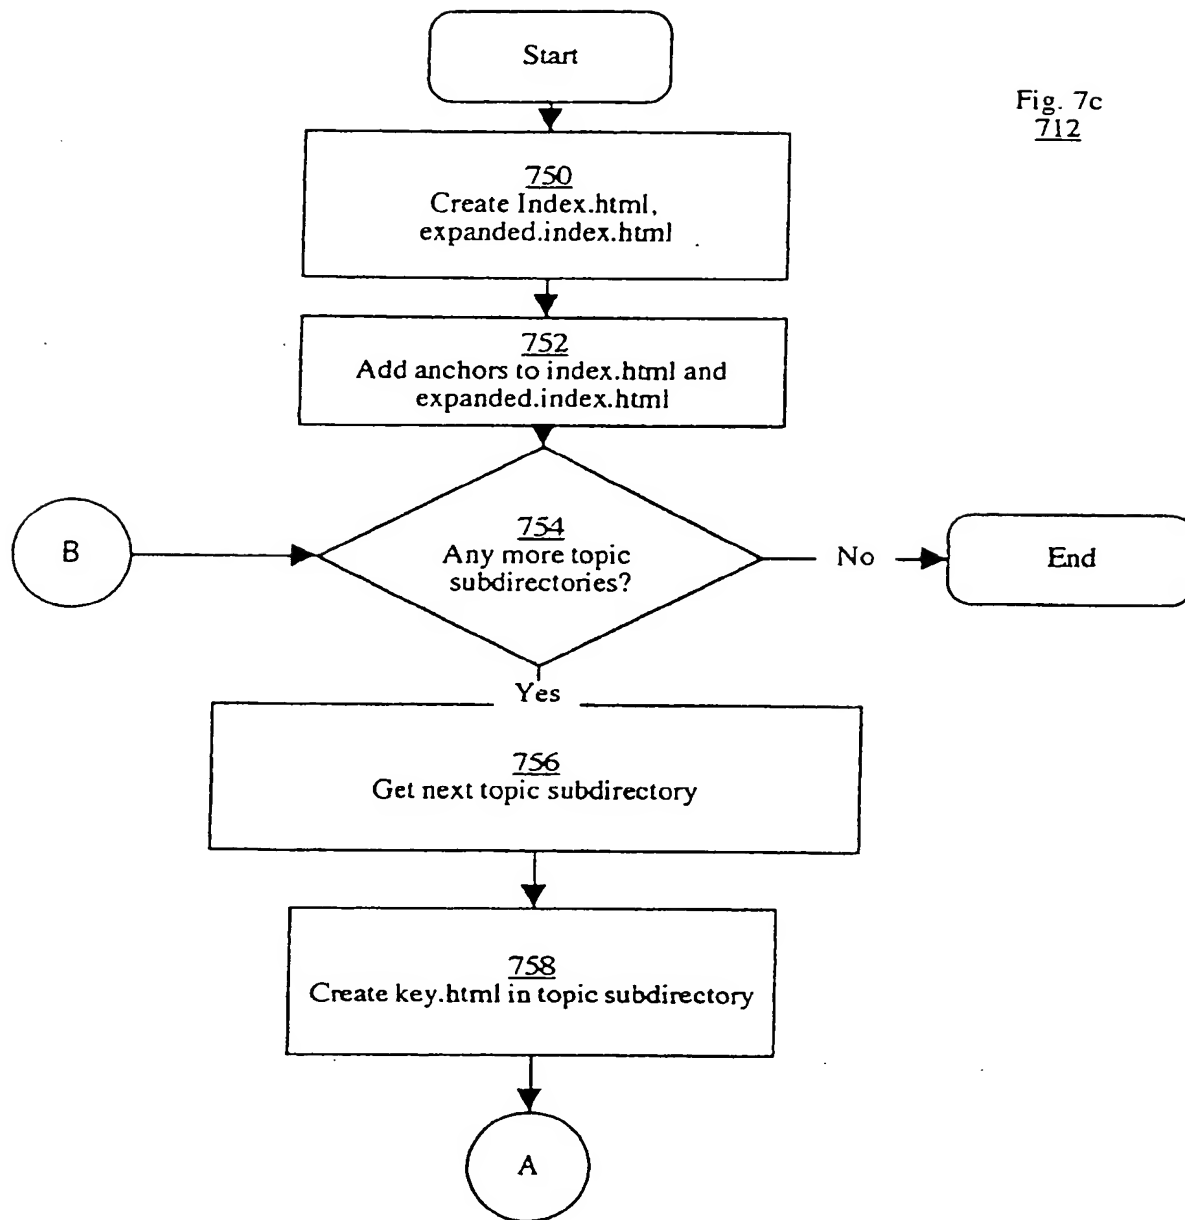 Start
Fig. 7c
712
750
Create Index.html,
expanded.index.html
752
Add anchors to index.html and
expanded.index.html
B
754
Any more topic
subdirectories?
No
End
Yes
756
Get next topic subdirectory
758
Create key.html in topic subdirectory
A